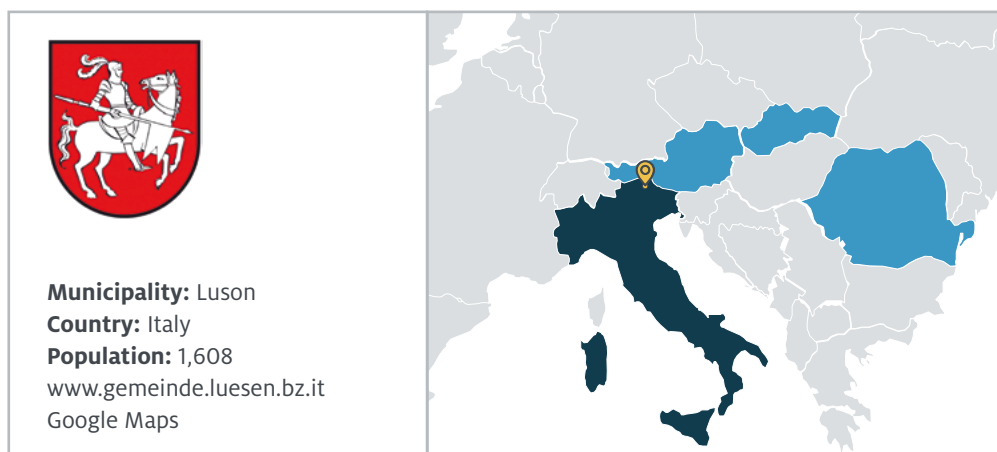 Municipality: Luson
Country: Italy
Population: 1,608
www.gemeinde.luesen.bz.it
Google Maps